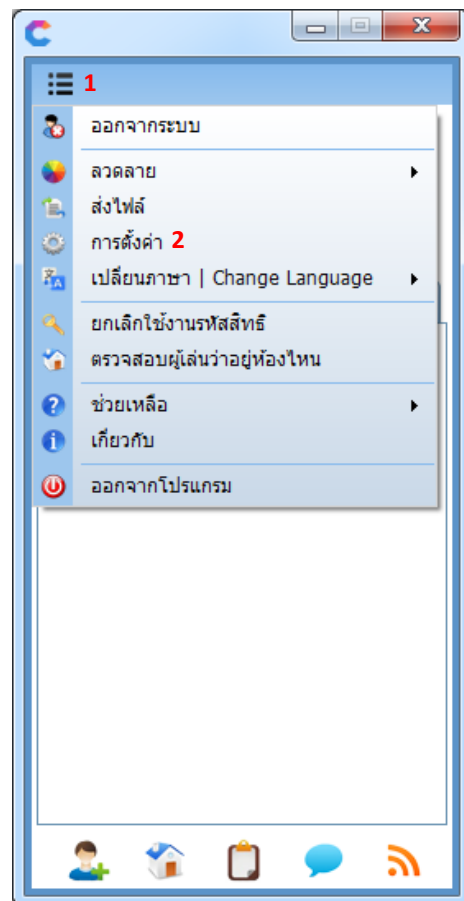 1
ออกจากระบบ
ลวดลาย
ส่งไฟล์
การตั้งค่า 2
เปลี่ยนภาษา | Change Language
ยกเลิกใช้งานรหัสสิทธิ์
ตรวจสอบผู้เล่นว่าอยู่ห้องไหน
ช่วยเหลือ
เกี่ยวกับ
ออกจากโปรแกรม